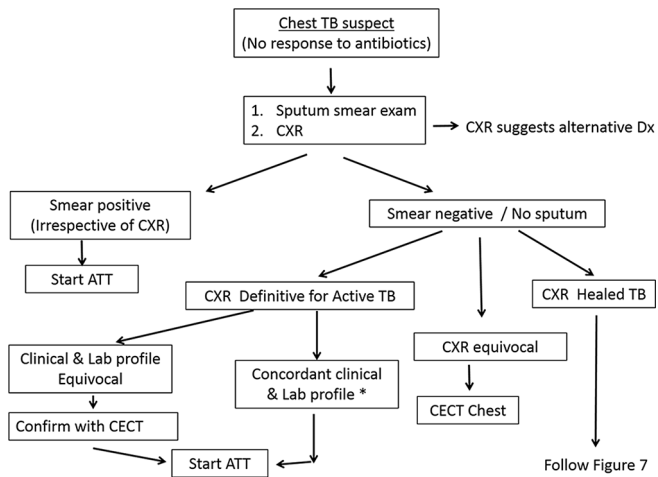 Chest TB suspect
(No response to antibiotics)
1. Sputum smear exam
2. CXR
CXR suggests alternative Dx
Smear positive
(Irrespective of CXR)
Smear negative / No sputum
Start ATT
CXR Definitive for Active TB
CXR Healed TB
Clinical & Lab profile
Equivocal
Concordant clinical
& Lab profile *
CXR equivocal
Confirm with CECT
CECT Chest
Start ATT
Follow Figure 7